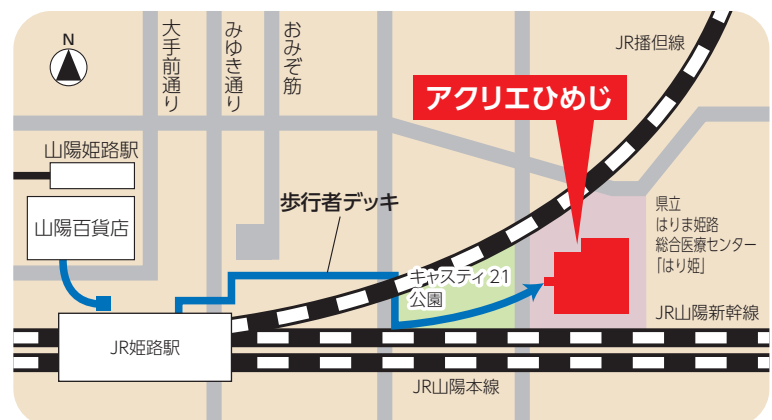 N
大手前通り
みゆき通り
おみぞ筋
JR播但線
アクリエひめじ
山陽姫路駅
山陽百貨店
歩行者デッキ
県立
はりま姫路
総合医療センター
「はり姫」
キャスティ21
公園
JR山陽新幹線
JR姫路駅
JR山陽本線